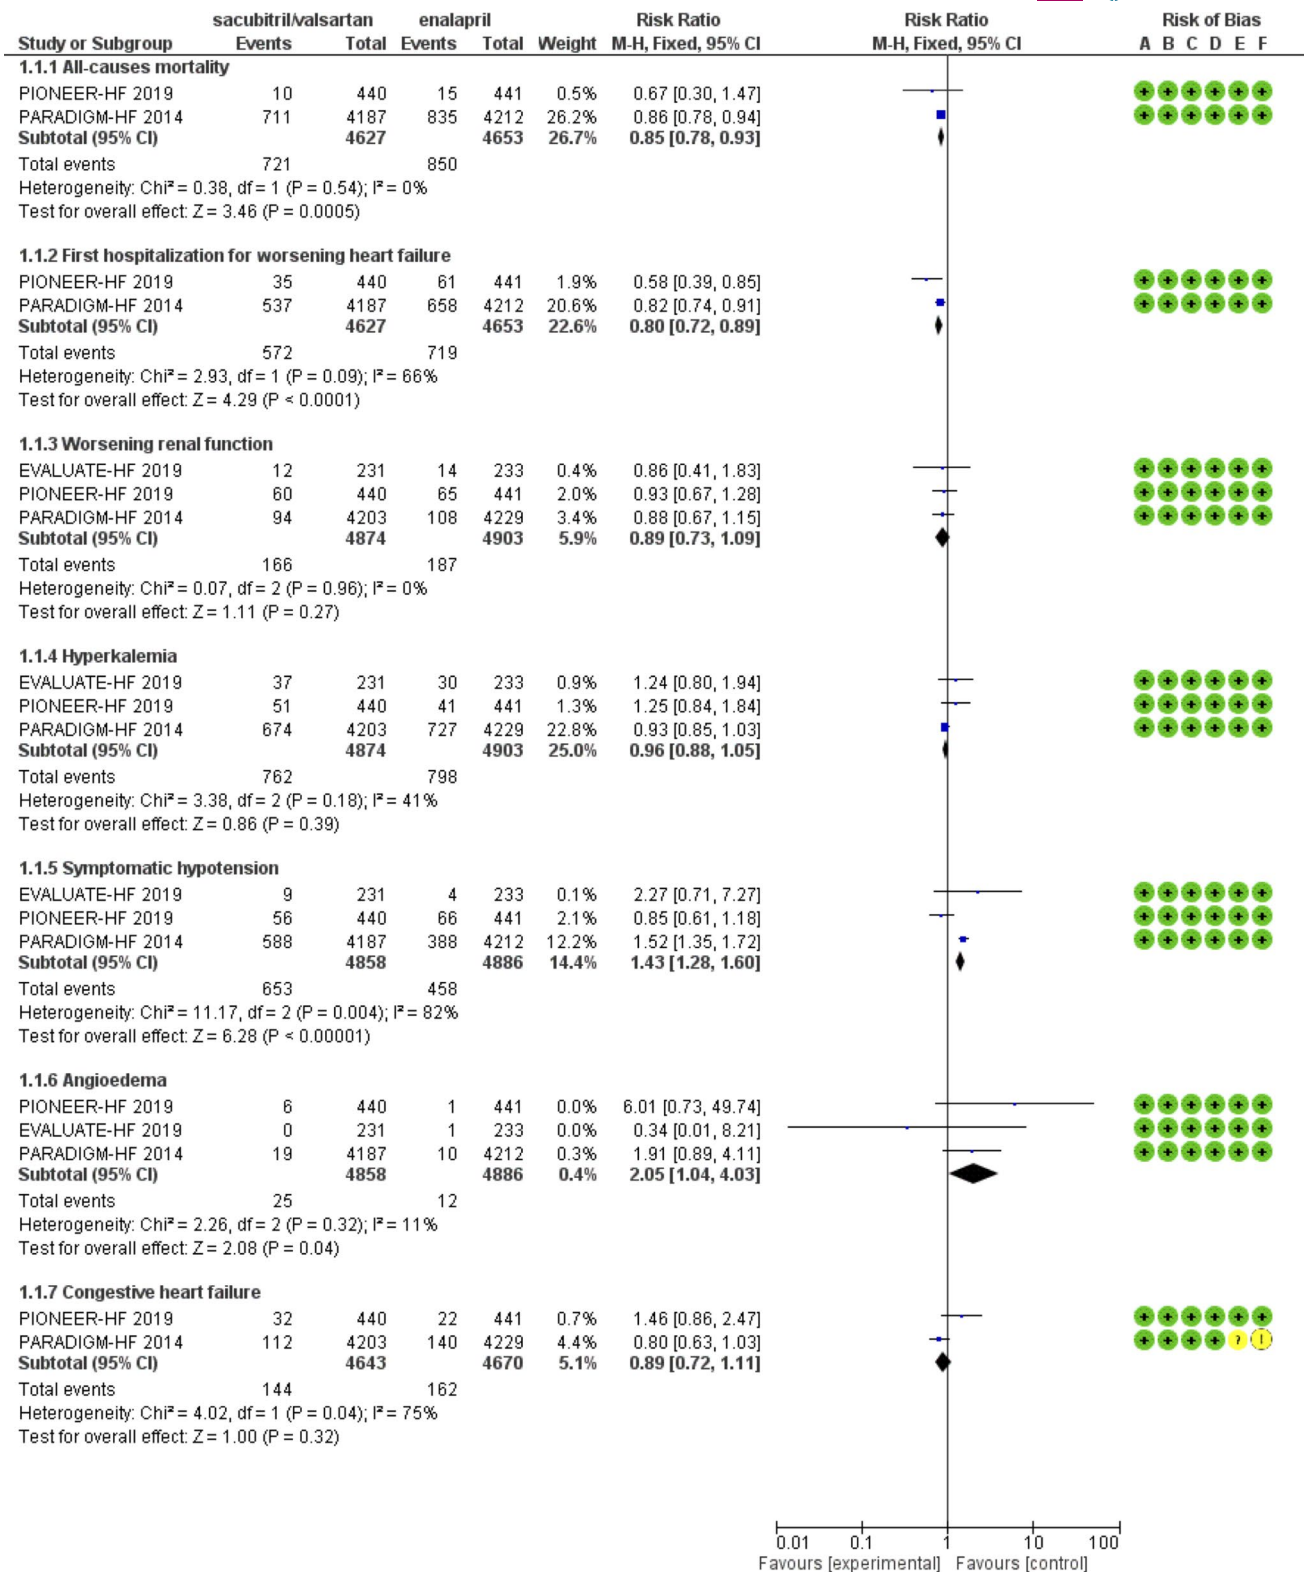 sacubitril/valsartan enalapril Risk Ratio Risk Ratio Risk of Bias
Study or Subgroup Events Total Events Total Weight M-H, Fixed, 95% CI M-H, Fixed, 95% CI A B C D E F
1.1.1 All-causes mortality
PIONEER-HF 2019 10 440 15 441 0.5% 0.67 [0.30, 1.47] + + + + + +
PARADIGM-HF 2014 711 4187 835 4212 26.2% 0.86 [0.78, 0.94] + + + + + +
Subtotal (95% CI) 4627 4653 26.7% 0.85 [0.78, 0.93]
Total events 721 850
Heterogeneity: Chi² = 0.38, df = 1 (P = 0.54); I² = 0%
Test for overall effect: Z = 3.46 (P = 0.0005)
1.1.2 First hospitalization for worsening heart failure
PIONEER-HF 2019 35 440 61 441 1.9% 0.58 [0.39, 0.85] + + + + + +
PARADIGM-HF 2014 537 4187 658 4212 20.6% 0.82 [0.74, 0.91] + + + + + +
Subtotal (95% CI) 4627 4653 22.6% 0.80 [0.72, 0.89]
Total events 572 719
Heterogeneity: Chi² = 2.93, df = 1 (P = 0.09); I² = 66%
Test for overall effect: Z = 4.29 (P < 0.0001)
1.1.3 Worsening renal function
EVALUATE-HF 2019 12 231 14 233 0.4% 0.86 [0.41, 1.83] + + + + + +
PIONEER-HF 2019 60 440 65 441 2.0% 0.93 [0.67, 1.28] + + + + + +
PARADIGM-HF 2014 94 4203 108 4229 3.4% 0.88 [0.67, 1.15] + + + + + +
Subtotal (95% CI) 4874 4903 5.9% 0.89 [0.73, 1.09]
Total events 166 187
Heterogeneity: Chi² = 0.07, df = 2 (P = 0.96); I² = 0%
Test for overall effect: Z = 1.11 (P = 0.27)
1.1.4 Hyperkalemia
EVALUATE-HF 2019 37 231 30 233 0.9% 1.24 [0.80, 1.94] + + + + + +
PIONEER-HF 2019 51 440 41 441 1.3% 1.25 [0.84, 1.84] + + + + + +
PARADIGM-HF 2014 674 4203 727 4229 22.8% 0.93 [0.85, 1.03] + + + + + +
Subtotal (95% CI) 4874 4903 25.0% 0.96 [0.88, 1.05]
Total events 762 798
Heterogeneity: Chi² = 3.38, df = 2 (P = 0.18); I² = 41%
Test for overall effect: Z = 0.86 (P = 0.39)
1.1.5 Symptomatic hypotension
EVALUATE-HF 2019 9 231 4 233 0.1% 2.27 [0.71, 7.27] + + + + + +
PIONEER-HF 2019 56 440 66 441 2.1% 0.85 [0.61, 1.18] + + + + + +
PARADIGM-HF 2014 588 4187 388 4212 12.2% 1.52 [1.35, 1.72] + + + + + +
Subtotal (95% CI) 4858 4886 14.4% 1.43 [1.28, 1.60]
Total events 653 458
Heterogeneity: Chi² = 11.17, df = 2 (P = 0.004); I² = 82%
Test for overall effect: Z = 6.28 (P < 0.00001)
1.1.6 Angioedema
PIONEER-HF 2019 6 440 1 441 0.0% 6.01 [0.73, 49.74] + + + + + +
EVALUATE-HF 2019 0 231 1 233 0.0% 0.34 [0.01, 8.21] + + + + + +
PARADIGM-HF 2014 19 4187 10 4212 0.3% 1.91 [0.89, 4.11] + + + + + +
Subtotal (95% CI) 4858 4886 0.4% 2.05 [1.04, 4.03]
Total events 25 12
Heterogeneity: Chi² = 2.26, df = 2 (P = 0.32); I² = 11%
Test for overall effect: Z = 2.08 (P = 0.04)
1.1.7 Congestive heart failure
PIONEER-HF 2019 32 440 22 441 0.7% 1.46 [0.86, 2.47] + + + + + +
PARADIGM-HF 2014 112 4203 140 4229 4.4% 0.80 [0.63, 1.03] + + + + ? !
Subtotal (95% CI) 4643 4670 5.1% 0.89 [0.72, 1.11]
Total events 144 162
Heterogeneity: Chi² = 4.02, df = 1 (P = 0.04); I² = 75%
Test for overall effect: Z = 1.00 (P = 0.32)
0.01 0.1 1 10 100
Favours [experimental] Favours [control]